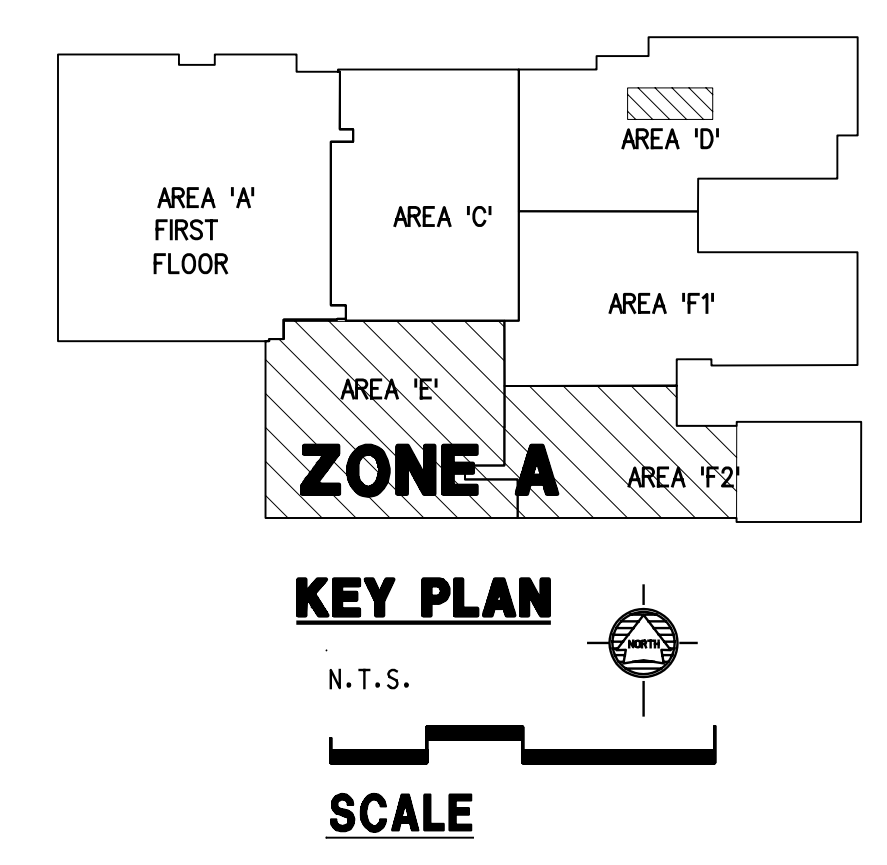 AREA 'D'
AREA 'A'
FIRST
FLOOR
AREA 'C'
AREA 'F1'
AREA 'E'
ZONE A
AREA 'F2'
KEY PLAN
NORTH
N.T.S.
SCALE